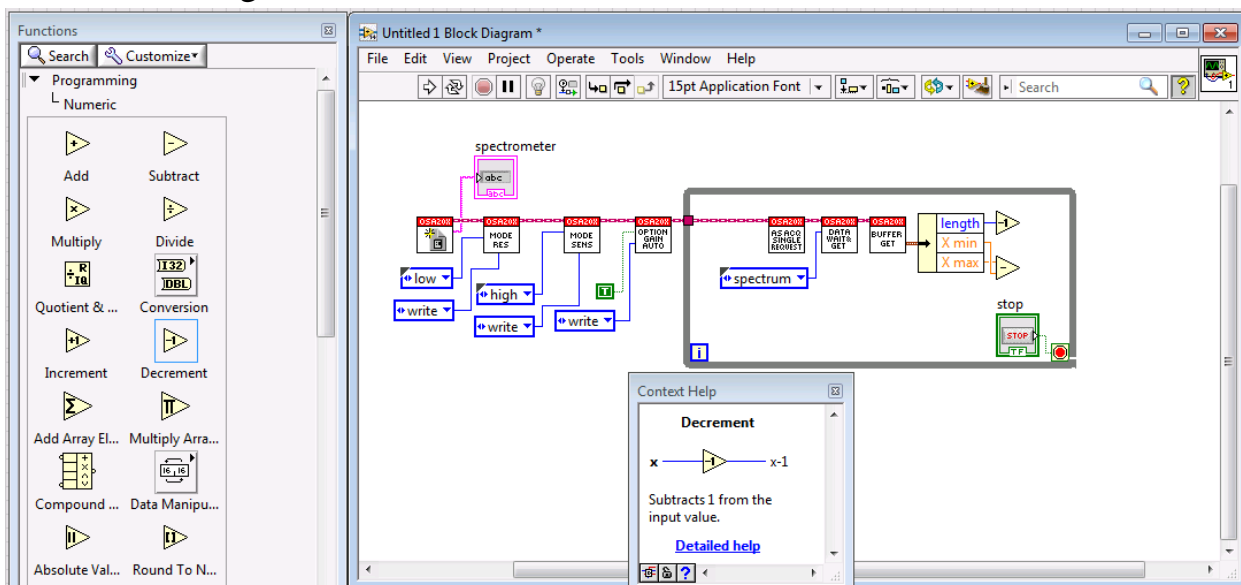 Functions
Search Customize
Programming
Numeric
Add Subtract
Multiply Divide
Quotient & ... Conversion
Increment Decrement
Add Array El... Multiply Arra...
Compound ... Data Manipu...
Absolute Val... Round To N...
Untitled 1 Block Diagram *
File Edit View Project Operate Tools Window Help
15pt Application Font Search
spectrometer
abc
abc
OSA20X
OSA20X MODE RES
OSA20X MODE SENS
OSA20X OPTION GAIN AUTO
OSA20X AS ACQ SINGLE REQUEST
OSA20X DATA WAIT& GET
OSA20X BUFFER GET
length
X min
X max
low
high
T
spectrum
write
write
write
stop
STOP
TF
i
Context Help
Decrement
x -1 x-1
Subtracts 1 from the
input value.
Detailed help